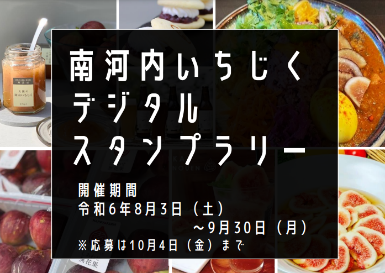 南河内いちじく
デジタル
スタンプラリー
開催期間
令和6年8月3日（土）
～9月30日（月）
※応募は10月4日（金）まで